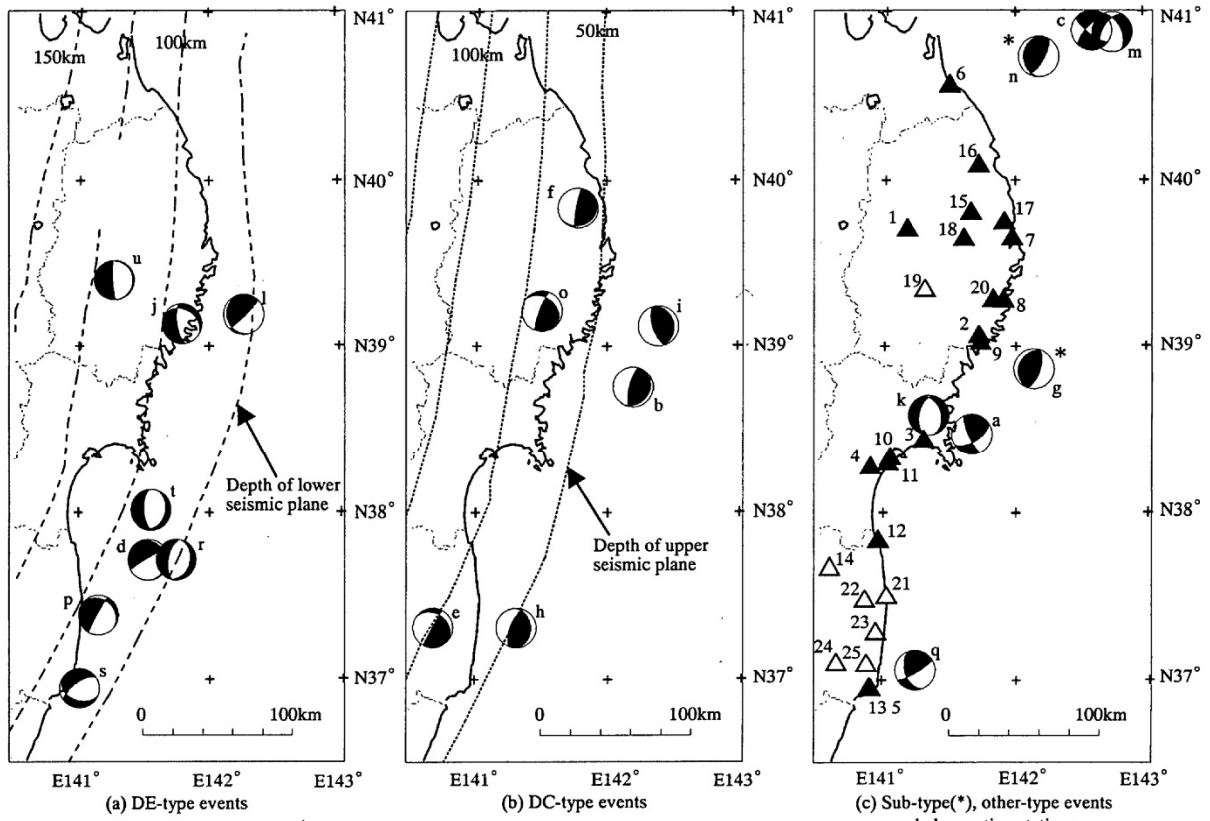 150km
100km
u
j
l
Depth of lower
seismic plane
t
d
r
p
s
0
100km
N41°
N40°
N39°
N38°
N37°
E141°
E142°
E143°
(a) DE-type events
100km
50km
f
o
i
b
Depth of upper
seismic plane
e
h
0
100km
N41°
N40°
N39°
N38°
N37°
E141°
E142°
E143°
(b) DC-type events
c
*
n
m
6
16
15
17
1
18
7
19
20
8
2
9
*
g
k
a
3
10
4
11
12
14
22
21
23
24
25
q
13 5
0
100km
N41°
N40°
N39°
N38°
N37°
E141°
E142°
E143°
(c) Sub-type(*), other-type events